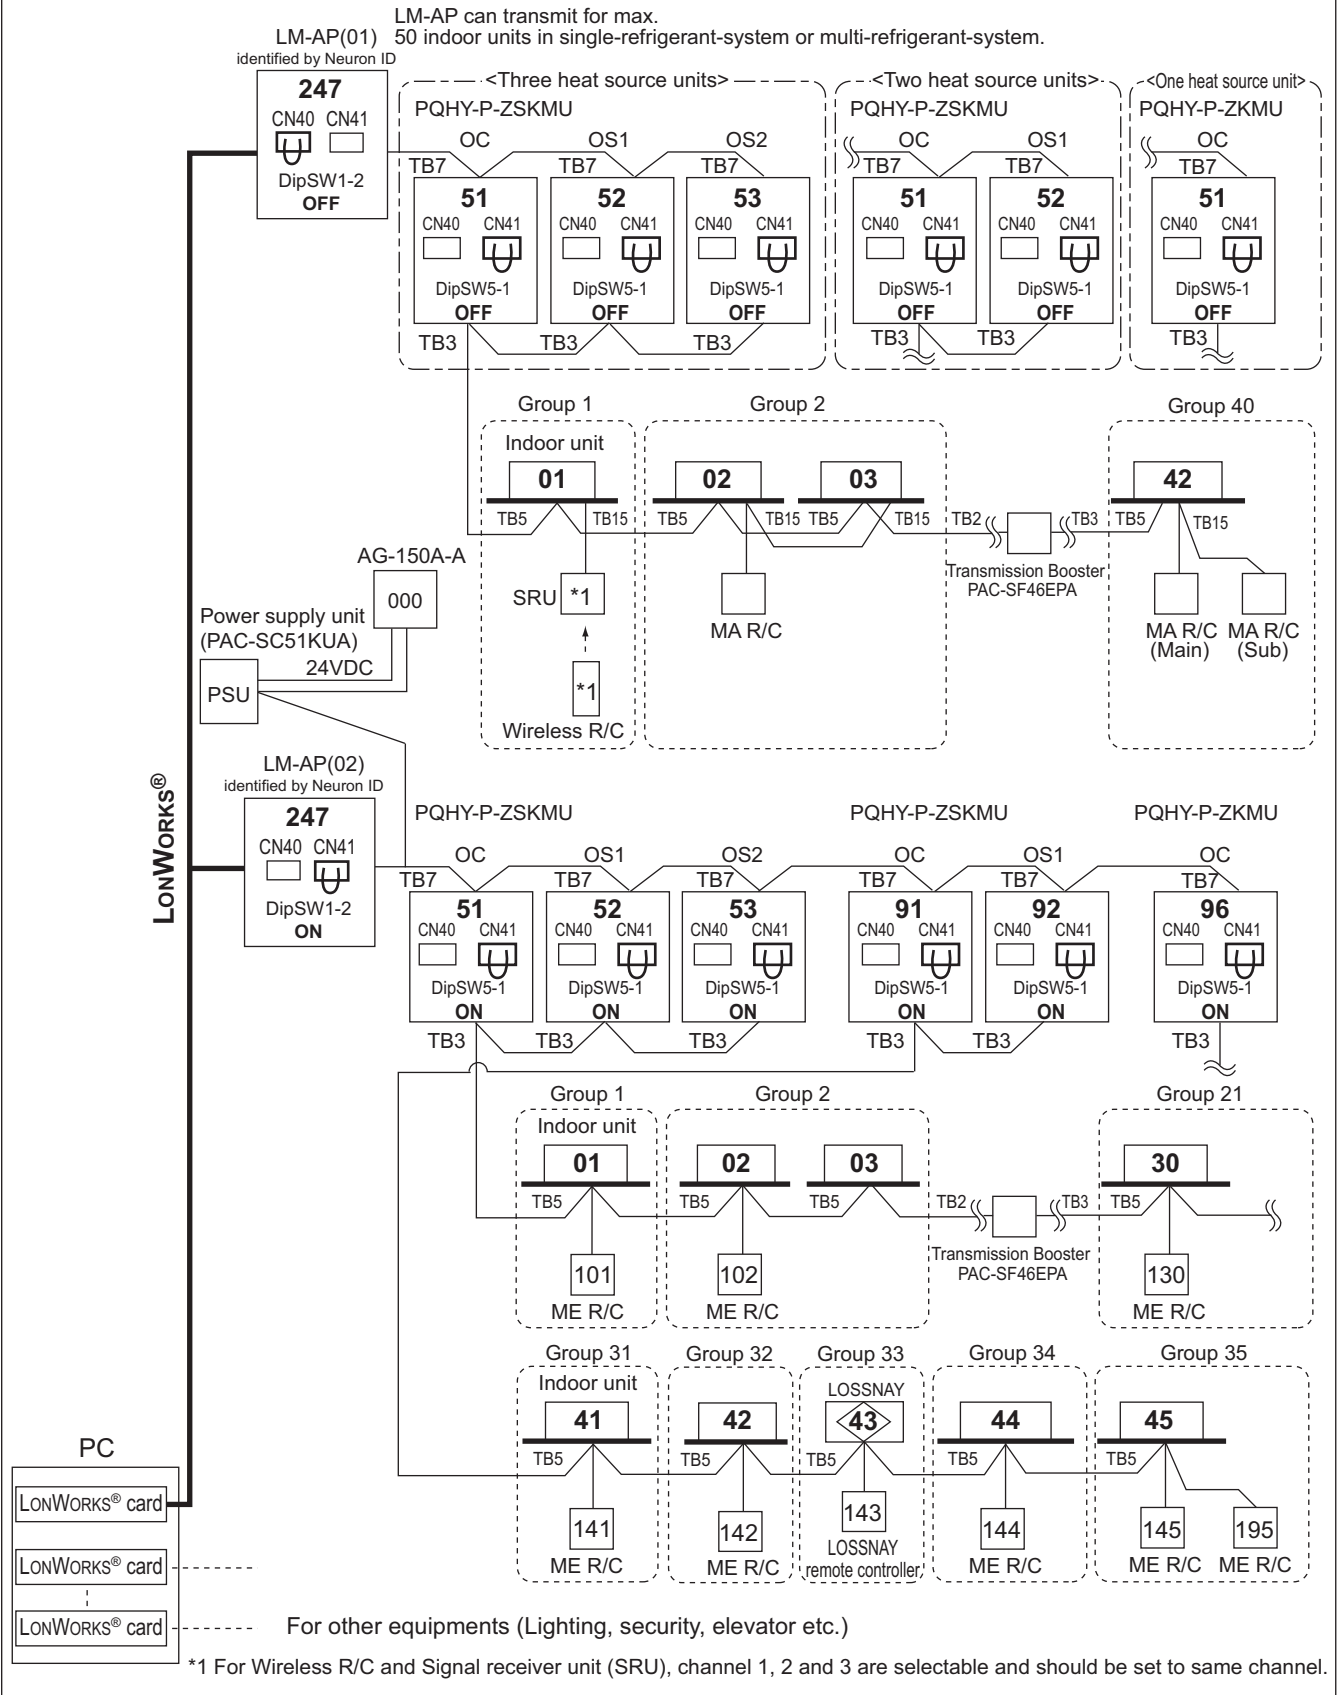 LM-AP can transmit for max.
50 indoor units in single-refrigerant-system or multi-refrigerant-system.
LM-AP(01)
identified by Neuron ID
247
CN40 CN41
DipSW1-2
OFF
<Three heat source units>
PQHY-P-ZSKMU
OC OS1 OS2
TB7 TB7 TB7
51 52 53
CN40 CN41 CN40 CN41 CN40 CN41
DipSW5-1 DipSW5-1 DipSW5-1
OFF OFF OFF
TB3 TB3 TB3
<Two heat source units>
PQHY-P-ZSKMU
OC OS1
TB7 TB7
51 52
CN40 CN41 CN40 CN41
DipSW5-1 DipSW5-1
OFF OFF
TB3 TB3
<One heat source unit>
PQHY-P-ZKMU
OC
TB7
51
CN40 CN41
DipSW5-1
OFF
TB3
Group 1 Group 2 Group 40
Indoor unit
01 02 03 42
TB5 TB15 TB5 TB15 TB5 TB15 TB2 TB3 TB5 TB15
Transmission Booster
PAC-SF46EPA
SRU *1
MA R/C
MA R/C MA R/C
(Main) (Sub)
*1
Wireless R/C
AG-150A-A
000
Power supply unit
(PAC-SC51KUA)
24VDC
PSU
LONWORKS®
LM-AP(02)
identified by Neuron ID
247
CN40 CN41
DipSW1-2
ON
PQHY-P-ZSKMU PQHY-P-ZSKMU PQHY-P-ZKMU
OC OS1 OS2 OC OS1 OC
TB7 TB7 TB7 TB7 TB7 TB7
51 52 53 91 92 96
CN40 CN41 CN40 CN41 CN40 CN41 CN40 CN41 CN40 CN41 CN40 CN41
DipSW5-1 DipSW5-1 DipSW5-1 DipSW5-1 DipSW5-1 DipSW5-1
ON ON ON ON ON ON
TB3 TB3 TB3 TB3 TB3 TB3
Group 1 Group 2 Group 21
Indoor unit
01 02 03 30
TB5 TB5 TB5 TB2 TB3 TB5
Transmission Booster
PAC-SF46EPA
101 102 130
ME R/C ME R/C ME R/C
Group 31 Group 32 Group 33 Group 34 Group 35
Indoor unit LOSSNAY
41 42 43 44 45
TB5 TB5 TB5 TB5 TB5
141 142 143 144 145 195
ME R/C ME R/C LOSSNAY ME R/C ME R/C ME R/C
remote controller
PC
LONWORKS® card
LONWORKS® card
LONWORKS® card
For other equipments (Lighting, security, elevator etc.)
*1 For Wireless R/C and Signal receiver unit (SRU), channel 1, 2 and 3 are selectable and should be set to same channel.